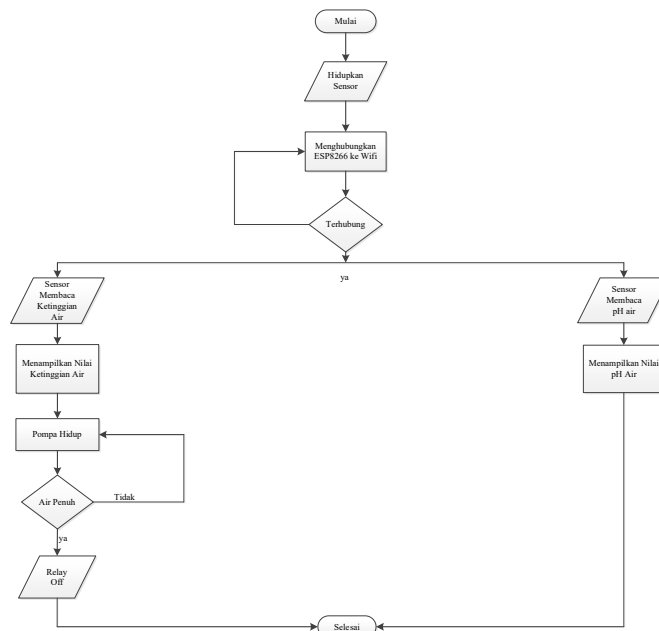 Mulai
Hidupkan
Sensor
Menghubungkan
ESP8266 ke Wifi
Terhubung
ya
Sensor
Membaca
Ketinggian
Air
Menampilkan Nilai
Ketinggian Air
Pompa Hidup
Air Penuh
Tidak
ya
Relay
Off
Sensor
Membaca
pH air
Menampilkan Nilai
pH Air
Selesai